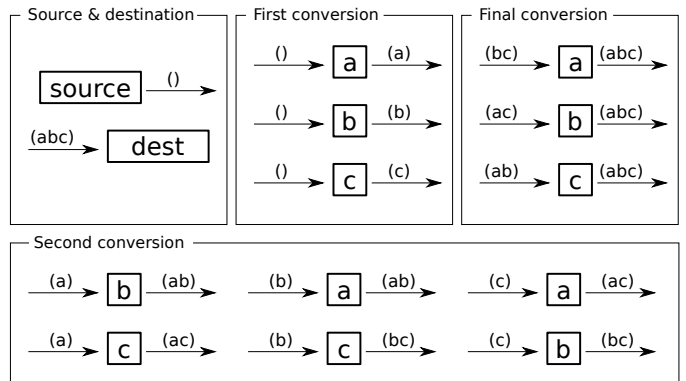 Source & destination
source ()
(abc) dest
First conversion
() a (a)
() b (b)
() c (c)
Final conversion
(bc) a (abc)
(ac) b (abc)
(ab) c (abc)
Second conversion
(a) b (ab) (b) a (ab) (c) a (ac)
(a) c (ac) (b) c (bc) (c) b (bc)